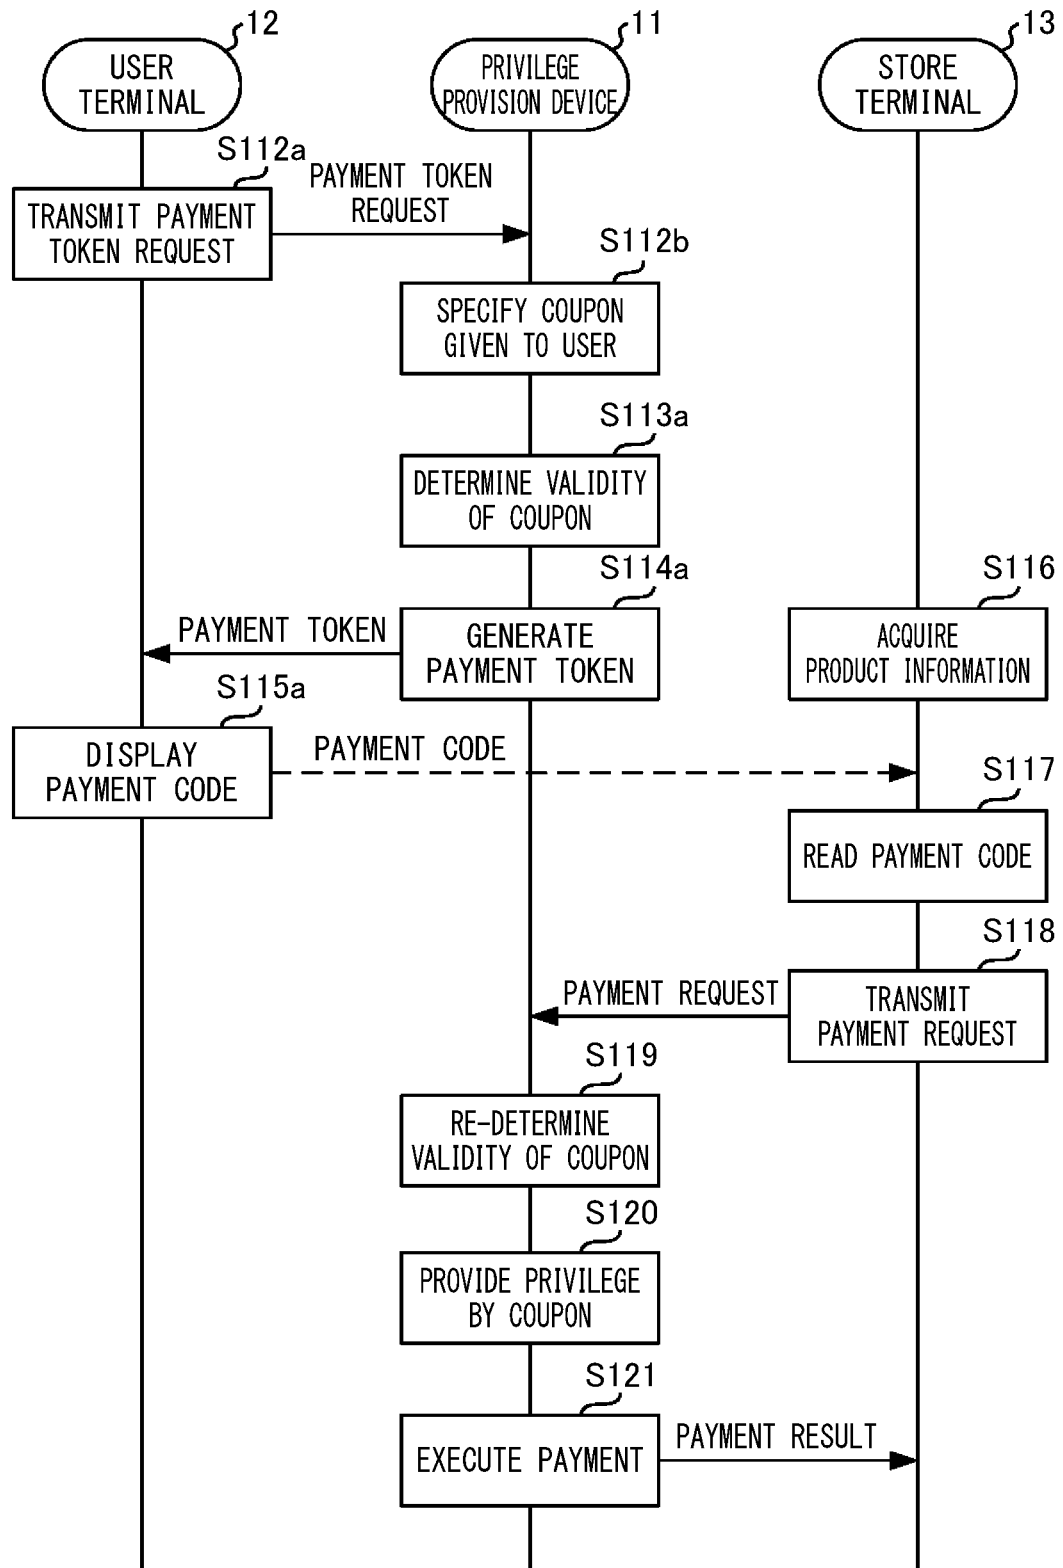 12
11
13
USER
TERMINAL
PRIVILEGE
PROVISION DEVICE
STORE
TERMINAL
S112a
TRANSMIT PAYMENT
TOKEN REQUEST
PAYMENT TOKEN
REQUEST
S112b
SPECIFY COUPON
GIVEN TO USER
S113a
DETERMINE VALIDITY
OF COUPON
S114a
GENERATE
PAYMENT TOKEN
PAYMENT TOKEN
S116
ACQUIRE
PRODUCT INFORMATION
S115a
DISPLAY
PAYMENT CODE
PAYMENT CODE
S117
READ PAYMENT CODE
S118
TRANSMIT
PAYMENT REQUEST
PAYMENT REQUEST
S119
RE-DETERMINE
VALIDITY OF COUPON
S120
PROVIDE PRIVILEGE
BY COUPON
S121
EXECUTE PAYMENT
PAYMENT RESULT